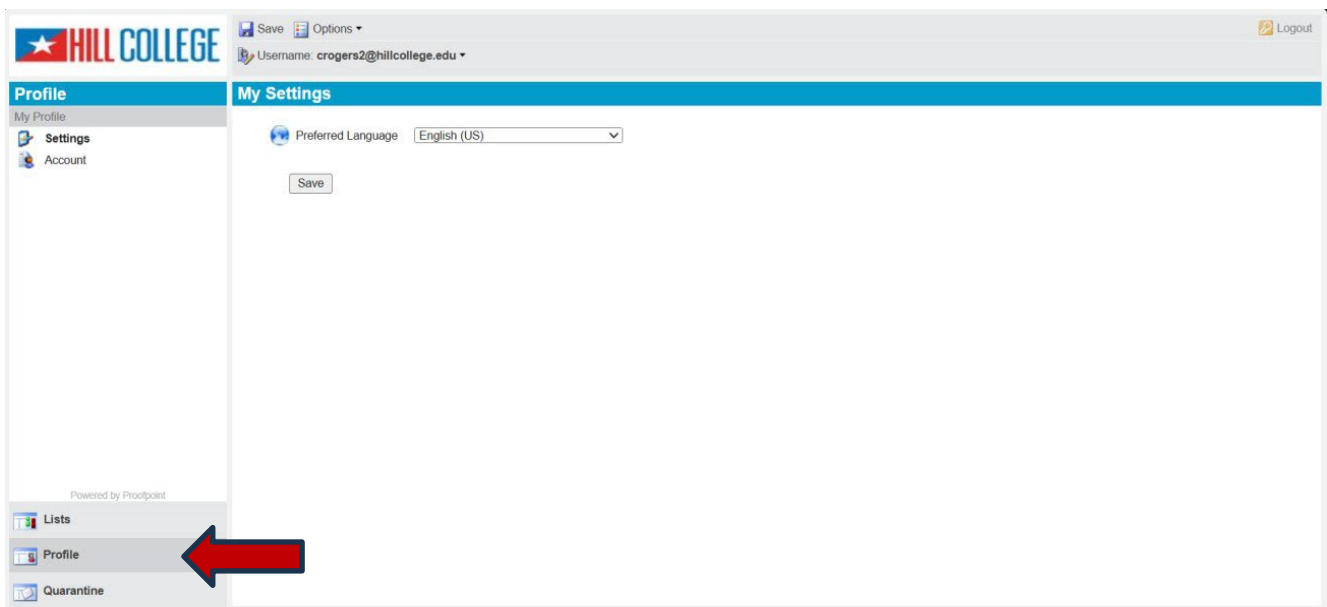 HILL COLLEGE
Save Options
Logout
Username: crogers2@hillcollege.edu
Profile
My Profile
Settings
Account
My Settings
Preferred Language English (US)
Save
Powered by Proofpoint
Lists
Profile
Quarantine